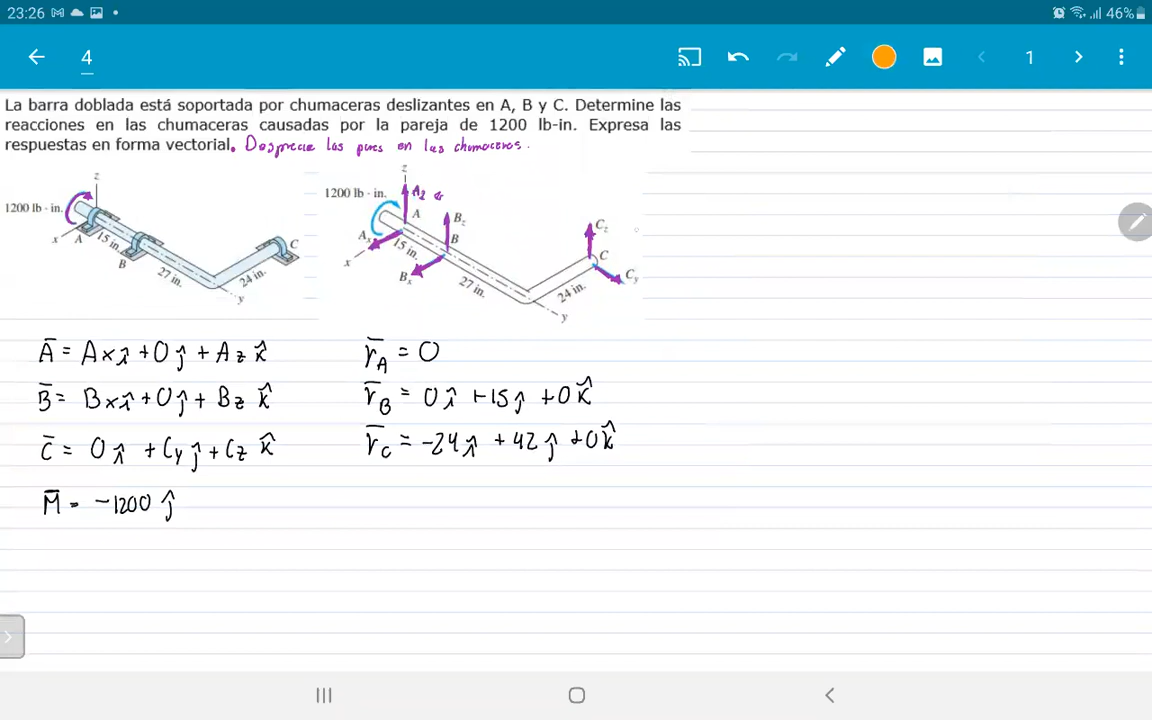 23:26
46%
4
1
La barra doblada está soportada por chumaceras deslizantes en A, B y C. Determine las
reacciones en las chumaceras causadas por la pareja de 1200 lb-in. Expresa las
respuestas en forma vectorial. Desprecie los pares en las chumaceras.
z
1200 lb · in.
x
A
15 in.
B
27 in.
24 in.
C
y
z
1200 lb · in.
Az
A
Ax
x
15 in.
Bz
B
Bx
27 in.
24 in.
Cz
C
Cy
y
A̅ = Ax î + 0 ĵ + Az k̂
r̅A = 0
B̅ = Bx î + 0 ĵ + Bz k̂
r̅B = 0 î + 15 ĵ + 0 k̂
C̅ = 0 î + Cy ĵ + Cz k̂
r̅C = -24 î + 42 ĵ + 0 k̂
M̅ = -1200 ĵ